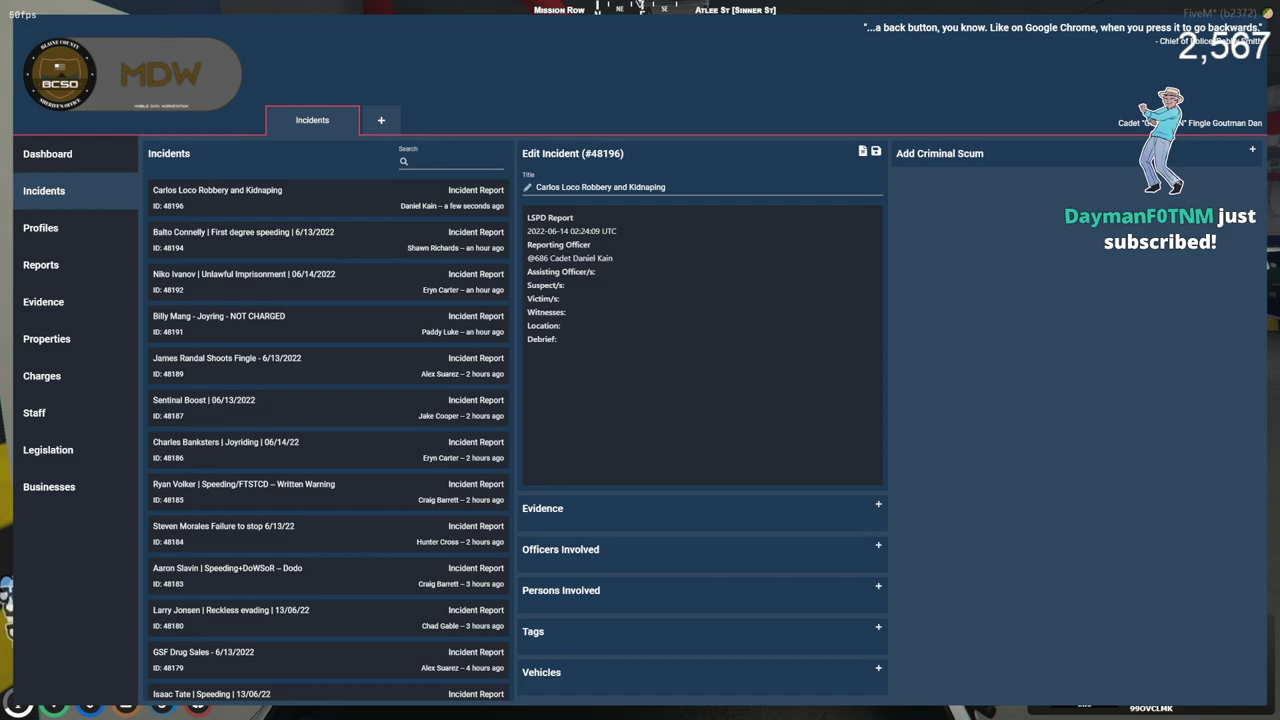 50fps
Mission Row
NE
SE
Atlee St [Sinner St]
FiveM* (b2372)
"...a back button, you know. Like on Google Chrome, when you press it to go backwards."
2,567
BLAINE COUNTY
BCSO
SHERIFF'S OFFICE
MDW
MOBILE DATA WORKSTATION
Incidents
+
Dashboard
Incidents
Profiles
Reports
Evidence
Properties
Charges
Staff
Legislation
Businesses
Incidents
Search
Carlos Loco Robbery and Kidnaping Incident Report
ID: 48196 Daniel Kain – a few seconds ago
Balto Connelly | First degree speeding | 6/13/2022 Incident Report
ID: 48194 Shawn Richards – an hour ago
Niko Ivanov | Unlawful Imprisonment | 06/14/2022 Incident Report
ID: 48192 Eryn Carter – an hour ago
Billy Mang - Joyring - NOT CHARGED Incident Report
ID: 48191 Paddy Luke – an hour ago
James Randal Shoots Fingle - 6/13/2022 Incident Report
ID: 48189 Alex Suarez – 2 hours ago
Sentinal Boost | 06/13/2022 Incident Report
ID: 48187 Jake Cooper – 2 hours ago
Charles Banksters | Joyriding | 06/14/22 Incident Report
ID: 48186 Eryn Carter – 2 hours ago
Ryan Volker | Speeding/FTSTCD – Written Warning Incident Report
ID: 48185 Craig Barrett – 2 hours ago
Steven Morales Failure to stop 6/13/22 Incident Report
ID: 48184 Hunter Cross – 2 hours ago
Aaron Slavin | Speeding+DoWSoR – Dodo Incident Report
ID: 48183 Craig Barrett – 3 hours ago
Larry Jonsen | Reckless evading | 13/06/22 Incident Report
ID: 48180 Chad Gable – 3 hours ago
GSF Drug Sales - 6/13/2022 Incident Report
ID: 48179 Alex Suarez – 4 hours ago
Isaac Tate | Speeding | 13/06/22 Incident Report
Edit Incident (#48196)
Title
Carlos Loco Robbery and Kidnaping
LSPD Report
2022-06-14 02:24:09 UTC
Reporting Officer
@686 Cadet Daniel Kain
Assisting Officer/s:
Suspect/s:
Victim/s:
Witnesses:
Location:
Debrief:
Evidence +
Officers Involved +
Persons Involved +
Tags +
Vehicles +
Add Criminal Scum +
Fingle Goutman Dan
DaymanF0TNM just
subscribed!
99OVCLMK